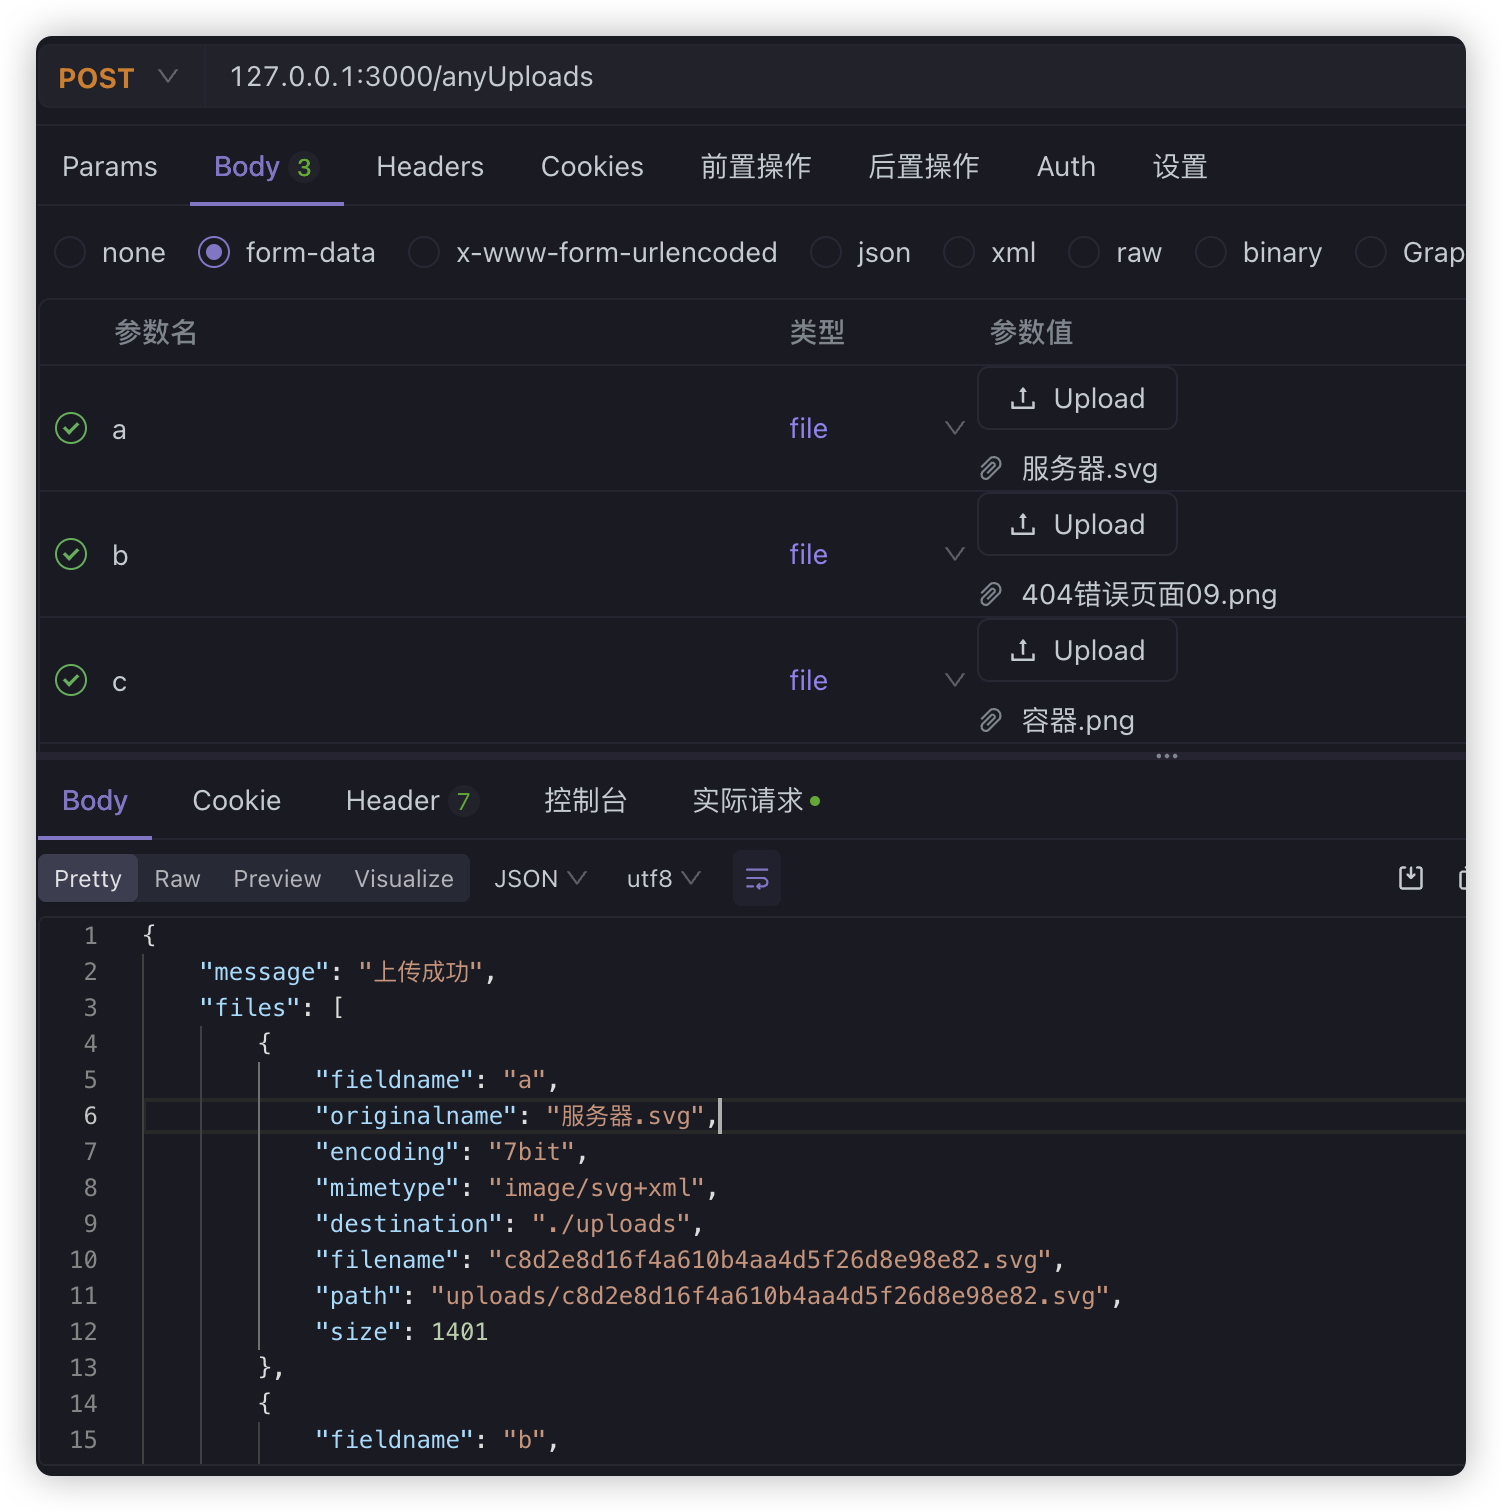 POST 127.0.0.1:3000/anyUploads
Params Body 3 Headers Cookies 前置操作 后置操作 Auth 设置
none form-data x-www-form-urlencoded json xml raw binary Grap
参数名 类型 参数值
a file Upload
服务器.svg
b file Upload
404错误页面09.png
c file Upload
容器.png
Body Cookie Header 7 控制台 实际请求
Pretty Raw Preview Visualize JSON utf8
1 {
2 "message": "上传成功",
3 "files": [
4 {
5 "fieldname": "a",
6 "originalname": "服务器.svg",
7 "encoding": "7bit",
8 "mimetype": "image/svg+xml",
9 "destination": "./uploads",
10 "filename": "c8d2e8d16f4a610b4aa4d5f26d8e98e82.svg",
11 "path": "uploads/c8d2e8d16f4a610b4aa4d5f26d8e98e82.svg",
12 "size": 1401
13 },
14 {
15 "fieldname": "b",